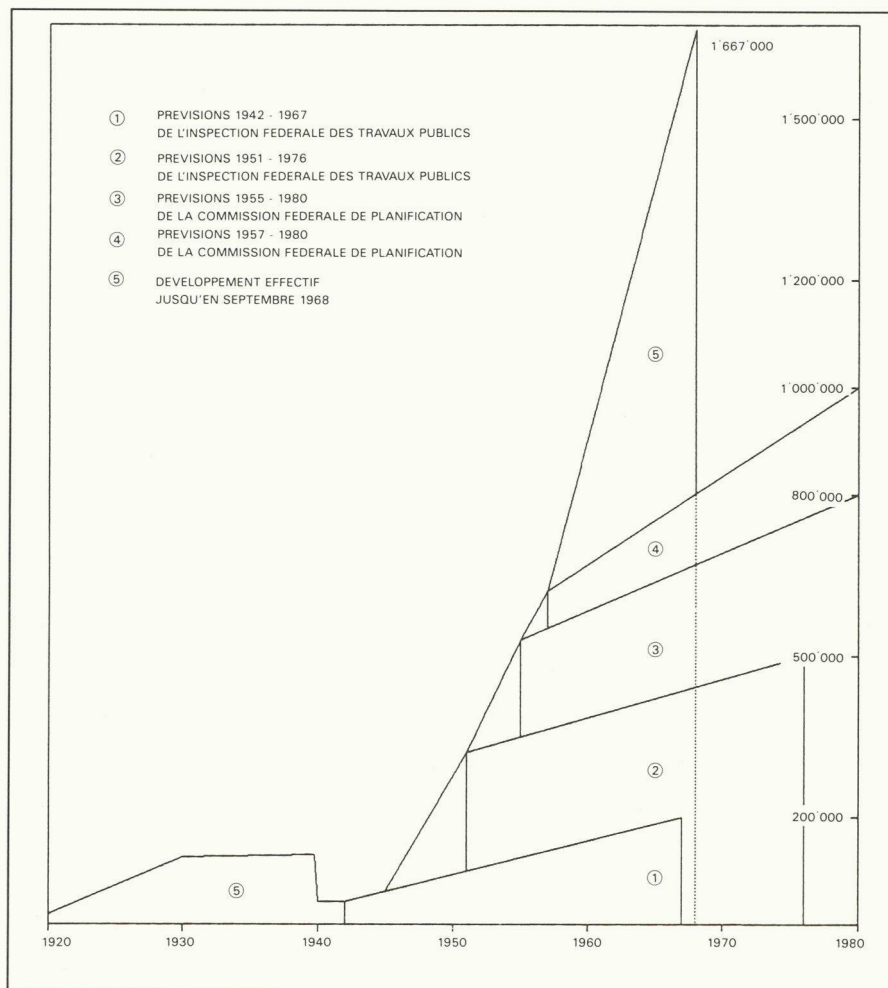 1'667'000
1'500'000
① PREVISIONS 1942 - 1967
DE L'INSPECTION FEDERALE DES TRAVAUX PUBLICS
② PREVISIONS 1951 - 1976
DE L'INSPECTION FEDERALE DES TRAVAUX PUBLICS
③ PREVISIONS 1955 - 1980
DE LA COMMISSION FEDERALE DE PLANIFICATION
④ PREVISIONS 1957 - 1980
DE LA COMMISSION FEDERALE DE PLANIFICATION
⑤ DEVELOPPEMENT EFFECTIF
JUSQU'EN SEPTEMBRE 1968
1'200'000
⑤
1'000'000
800'000
④
③
500'000
②
200'000
①
⑤
1920 1930 1940 1950 1960 1970 1980